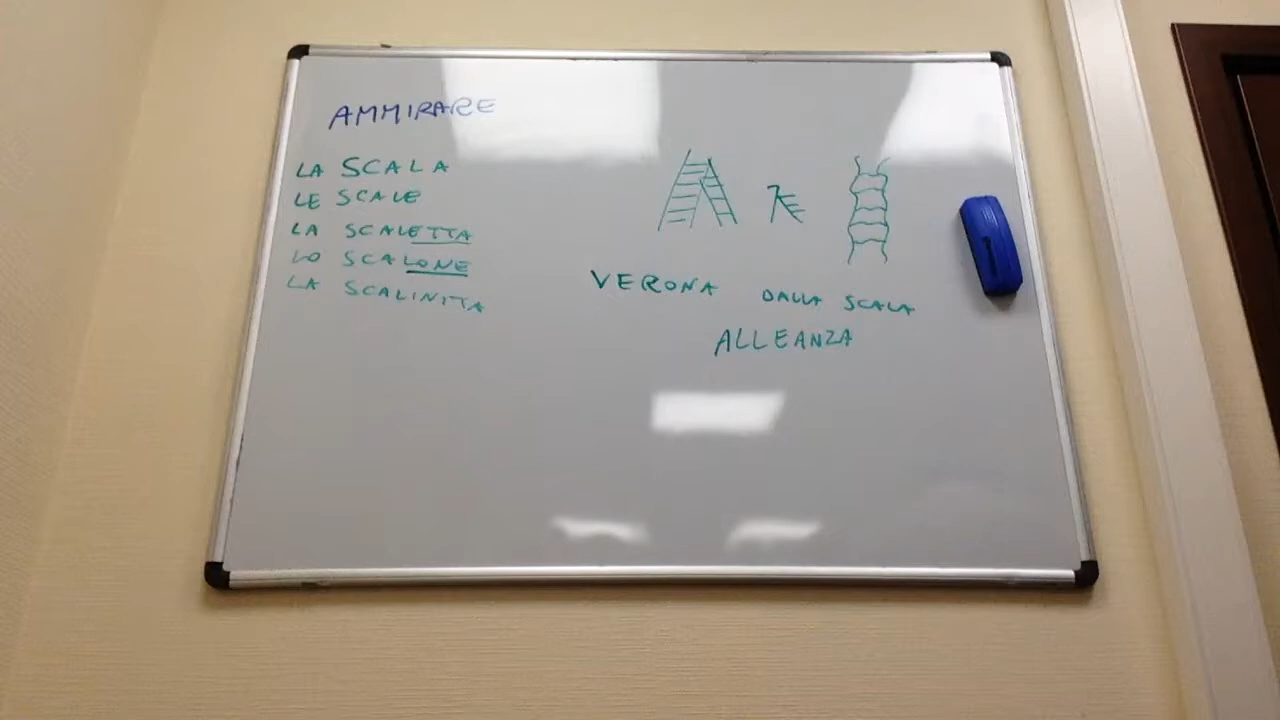 AMMIRARE
LA SCALA
LE SCALE
LA SCALETTA
LO SCALONE
LA SCALINATA
VERONA DALLA SCALA
ALLEANZA